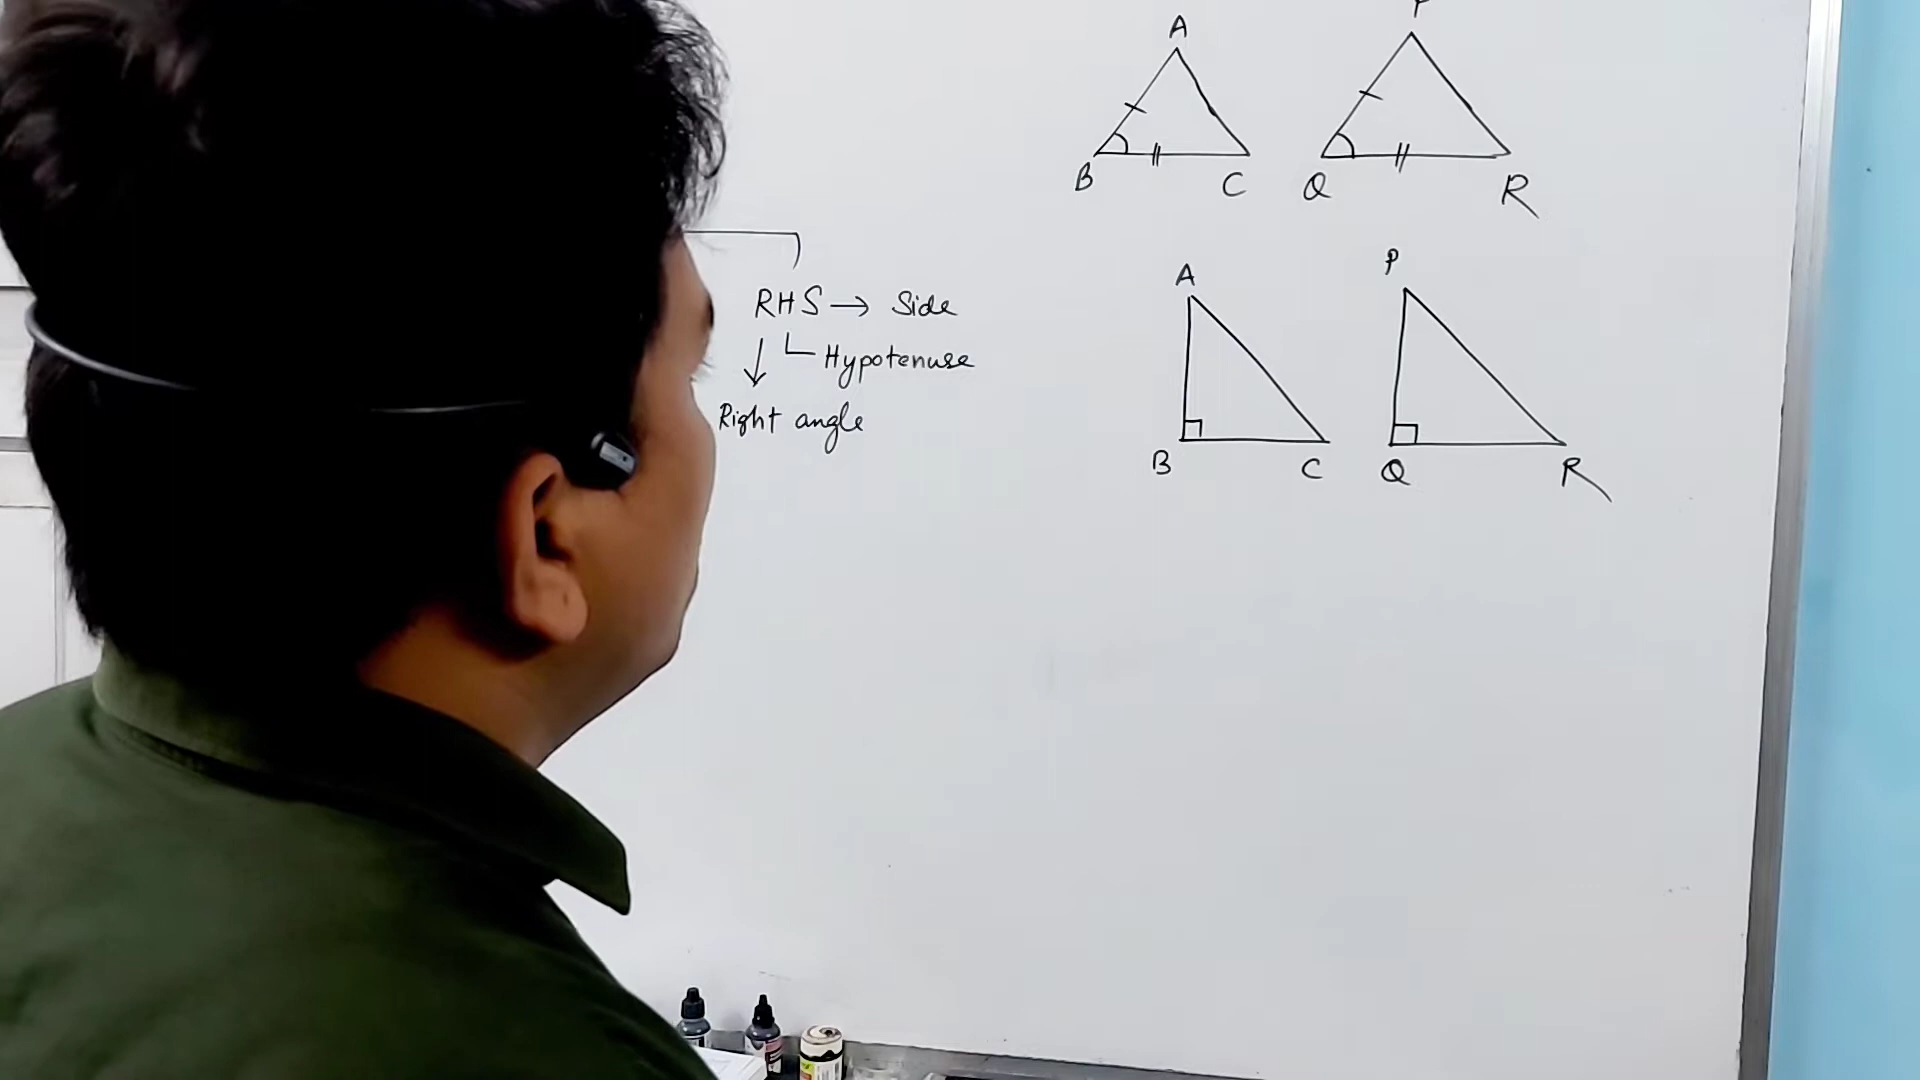 RHS → Side
Hypotenuse
Right angle
A
B
C
P
Q
R
A
B
C
P
Q
R